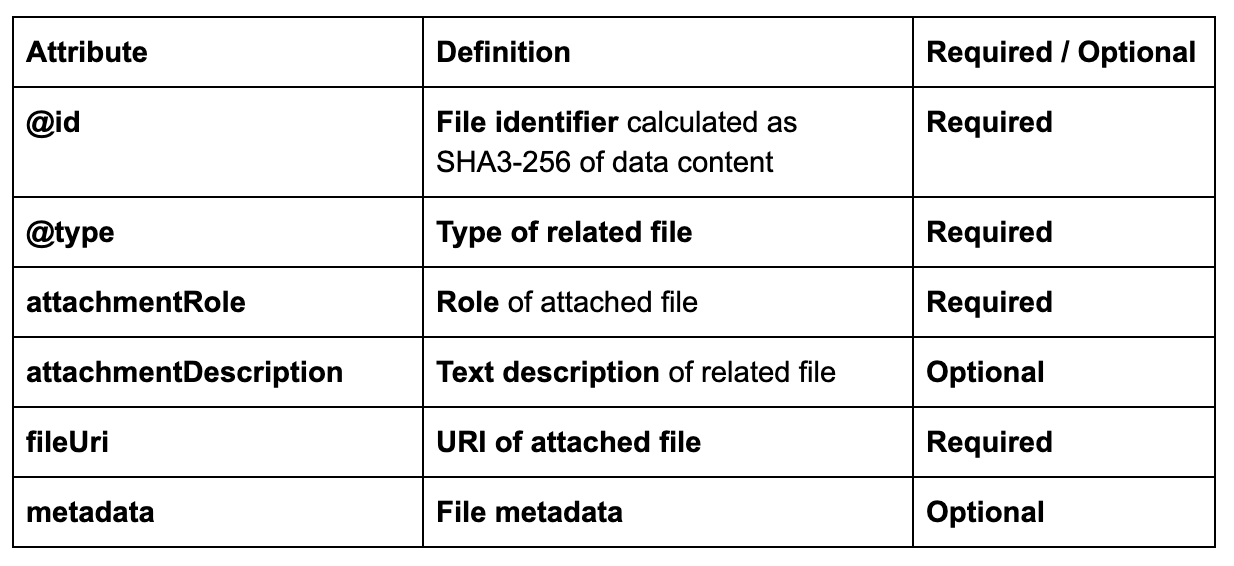 Attribute Definition Required / Optional
@id File identifier calculated as Required
SHA3-256 of data content
@type Type of related file Required
attachmentRole Role of attached file Required
attachmentDescription Text description of related file Optional
fileUri URI of attached file Required
metadata File metadata Optional